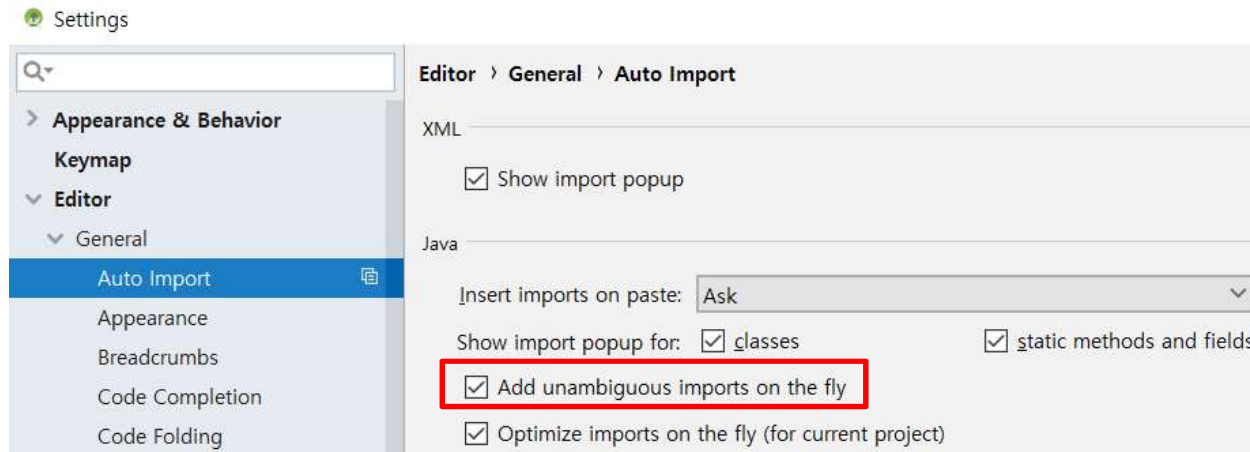 Settings
Appearance & Behavior
Keymap
Editor
General
Auto Import
Appearance
Breadcrumbs
Code Completion
Code Folding
Editor › General › Auto Import
XML
Show import popup
Java
Insert imports on paste: Ask
Show import popup for: classes static methods and fields
Add unambiguous imports on the fly
Optimize imports on the fly (for current project)